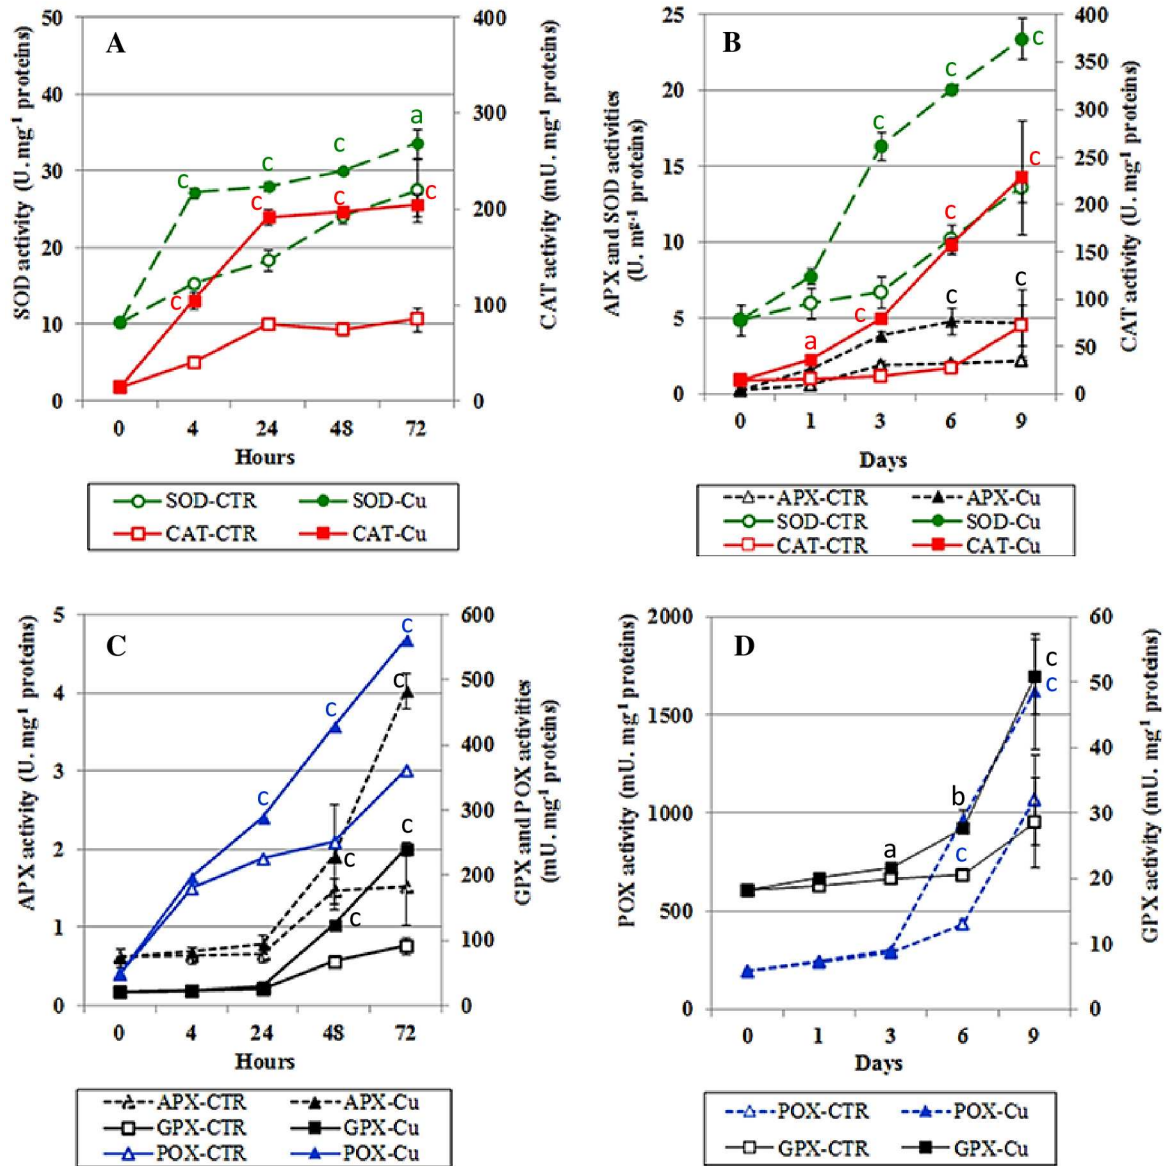 A
SOD activity (U. mg-1 proteins)
50
40
30
20
10
0
400
300
200
100
0
CAT activity (mU. mg-1 proteins)
a
c
c
c
c
c
c
c
0 4 24 48 72
Hours
SOD-CTR SOD-Cu
CAT-CTR CAT-Cu
B
APX and SOD activities
(U. mg-1 proteins)
25
20
15
10
5
0
400
350
300
250
200
150
100
50
0
CAT activity (U. mg-1 proteins)
c
c
c
c
c
c
c
c
a
0 1 3 6 9
Days
APX-CTR APX-Cu
SOD-CTR SOD-Cu
CAT-CTR CAT-Cu
C
APX activity (U. mg-1 proteins)
5
4
3
2
1
0
600
500
400
300
200
100
0
GPX and POX activities
(mU. mg-1 proteins)
c
c
c
c
c
c
c
0 4 24 48 72
Hours
APX-CTR APX-Cu
GPX-CTR GPX-Cu
POX-CTR POX-Cu
D
POX activity (mU. mg-1 proteins)
2000
1500
1000
500
0
60
50
40
30
20
10
0
GPX activity (mU. mg-1 proteins)
c
c
b
a
c
0 1 3 6 9
Days
POX-CTR POX-Cu
GPX-CTR GPX-Cu